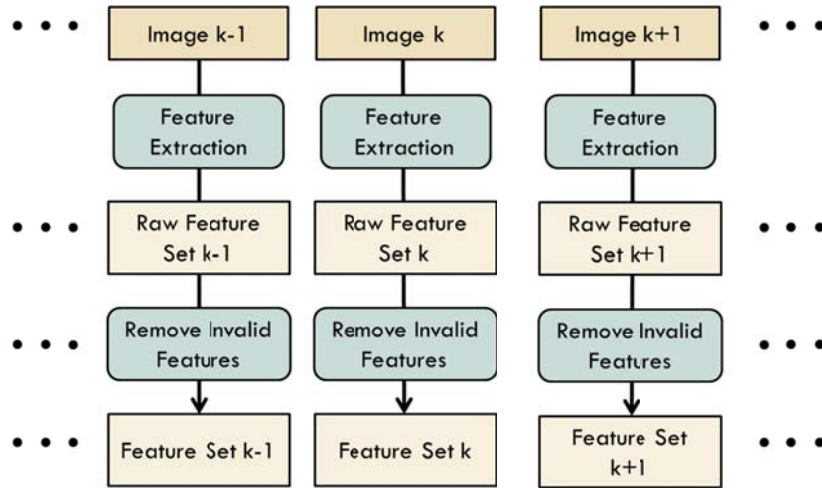 Image k-1
Image k
Image k+1
Feature
Extraction
Feature
Extraction
Feature
Extraction
Raw Feature
Set k-1
Raw Feature
Set k
Raw Feature
Set k+1
Remove Invalid
Features
Remove Invalid
Features
Remove Invalid
Features
Feature Set k-1
Feature Set k
Feature Set
k+1